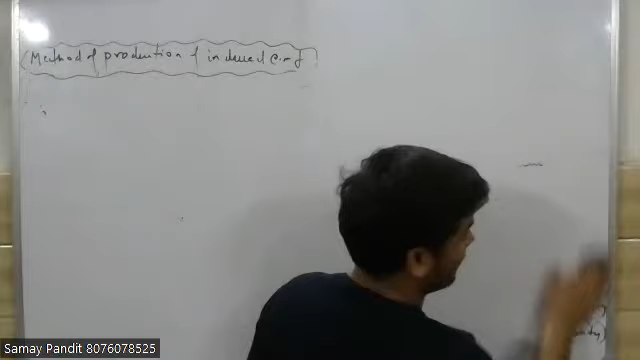 Method of production of induced e.m.f
Samay Pandit 8076078525